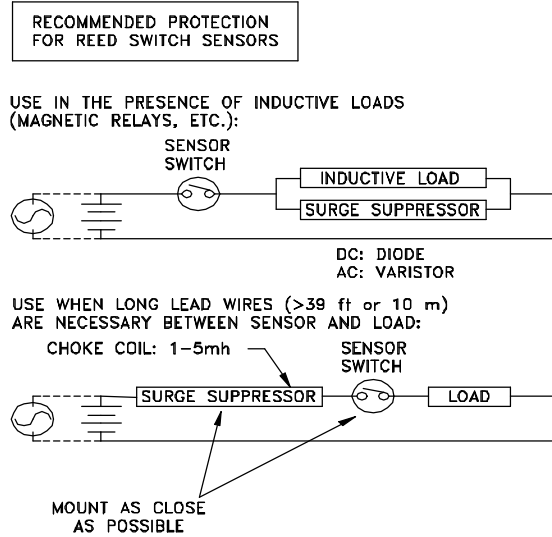 RECOMMENDED PROTECTION
FOR REED SWITCH SENSORS
USE IN THE PRESENCE OF INDUCTIVE LOADS
(MAGNETIC RELAYS, ETC.):
SENSOR
SWITCH
INDUCTIVE LOAD
SURGE SUPPRESSOR
DC: DIODE
AC: VARISTOR
USE WHEN LONG LEAD WIRES (>39 ft or 10 m)
ARE NECESSARY BETWEEN SENSOR AND LOAD:
CHOKE COIL: 1-5mh
SENSOR
SWITCH
SURGE SUPPRESSOR
LOAD
MOUNT AS CLOSE
AS POSSIBLE